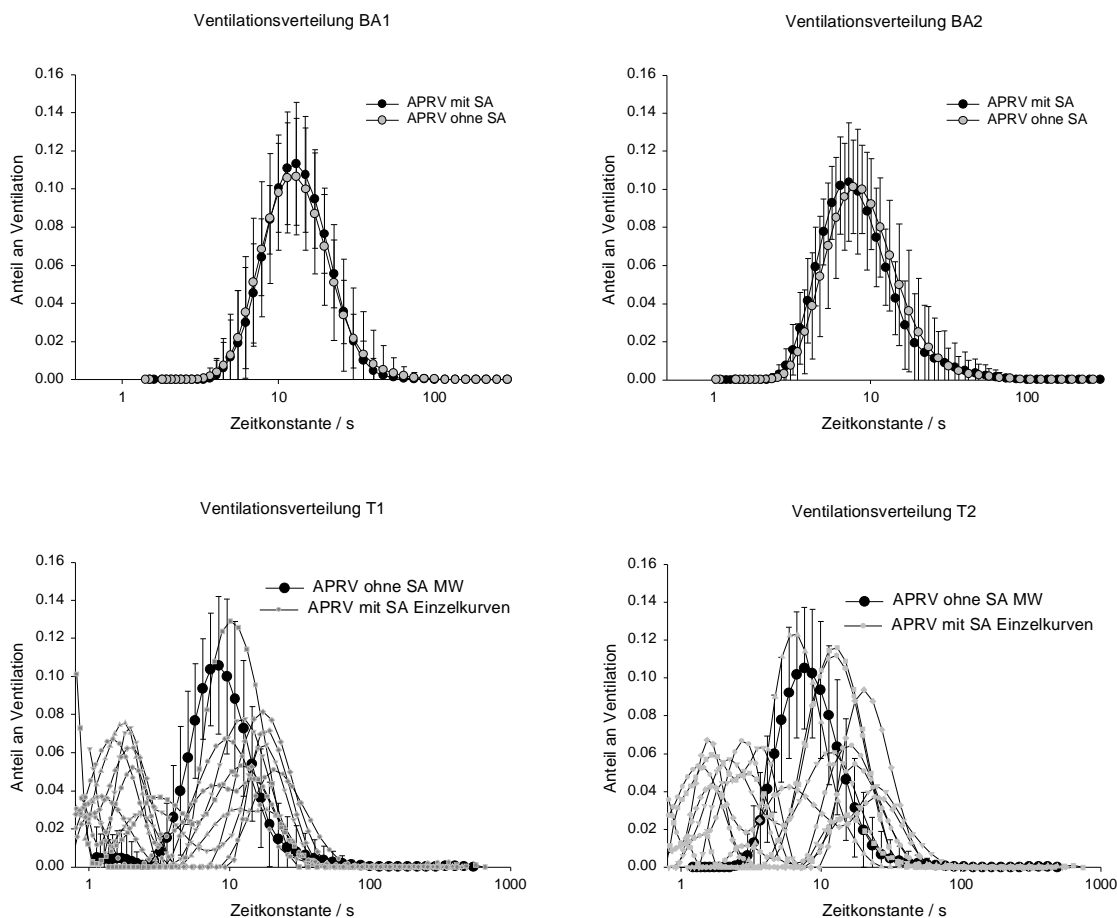 Ventilationsverteilung BA1
Anteil an Ventilation
0.16
0.14
0.12
0.10
0.08
0.06
0.04
0.02
0.00
APRV mit SA
APRV ohne SA
1
10
100
Zeitkonstante / s
Ventilationsverteilung BA2
Anteil an Ventilation
0.16
0.14
0.12
0.10
0.08
0.06
0.04
0.02
0.00
APRV mit SA
APRV ohne SA
1
10
100
Zeitkonstante / s
Ventilationsverteilung T1
Anteil an Ventilation
0.16
0.14
0.12
0.10
0.08
0.06
0.04
0.02
0.00
APRV ohne SA MW
APRV mit SA Einzelkurven
1
10
100
1000
Zeitkonstante / s
Ventilationsverteilung T2
Anteil an Ventilation
0.16
0.14
0.12
0.10
0.08
0.06
0.04
0.02
0.00
APRV ohne SA MW
APRV mit SA Einzelkurven
1
10
100
1000
Zeitkonstante / s